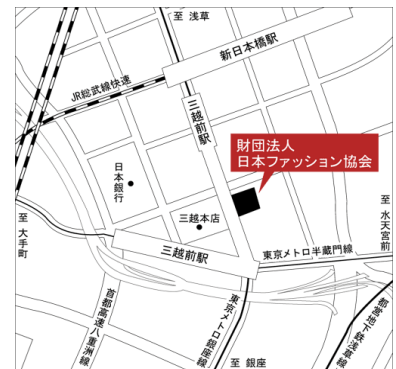 至 浅草
新日本橋駅
JR総武線快速
三越前駅
財団法人
日本ファッション協会
日本銀行
三越本店
至 水天宮前
至 大手町
三越前駅
東京メトロ半蔵門線
首都高速八重洲線
東京メトロ銀座線
都営地下鉄浅草線
至 銀座